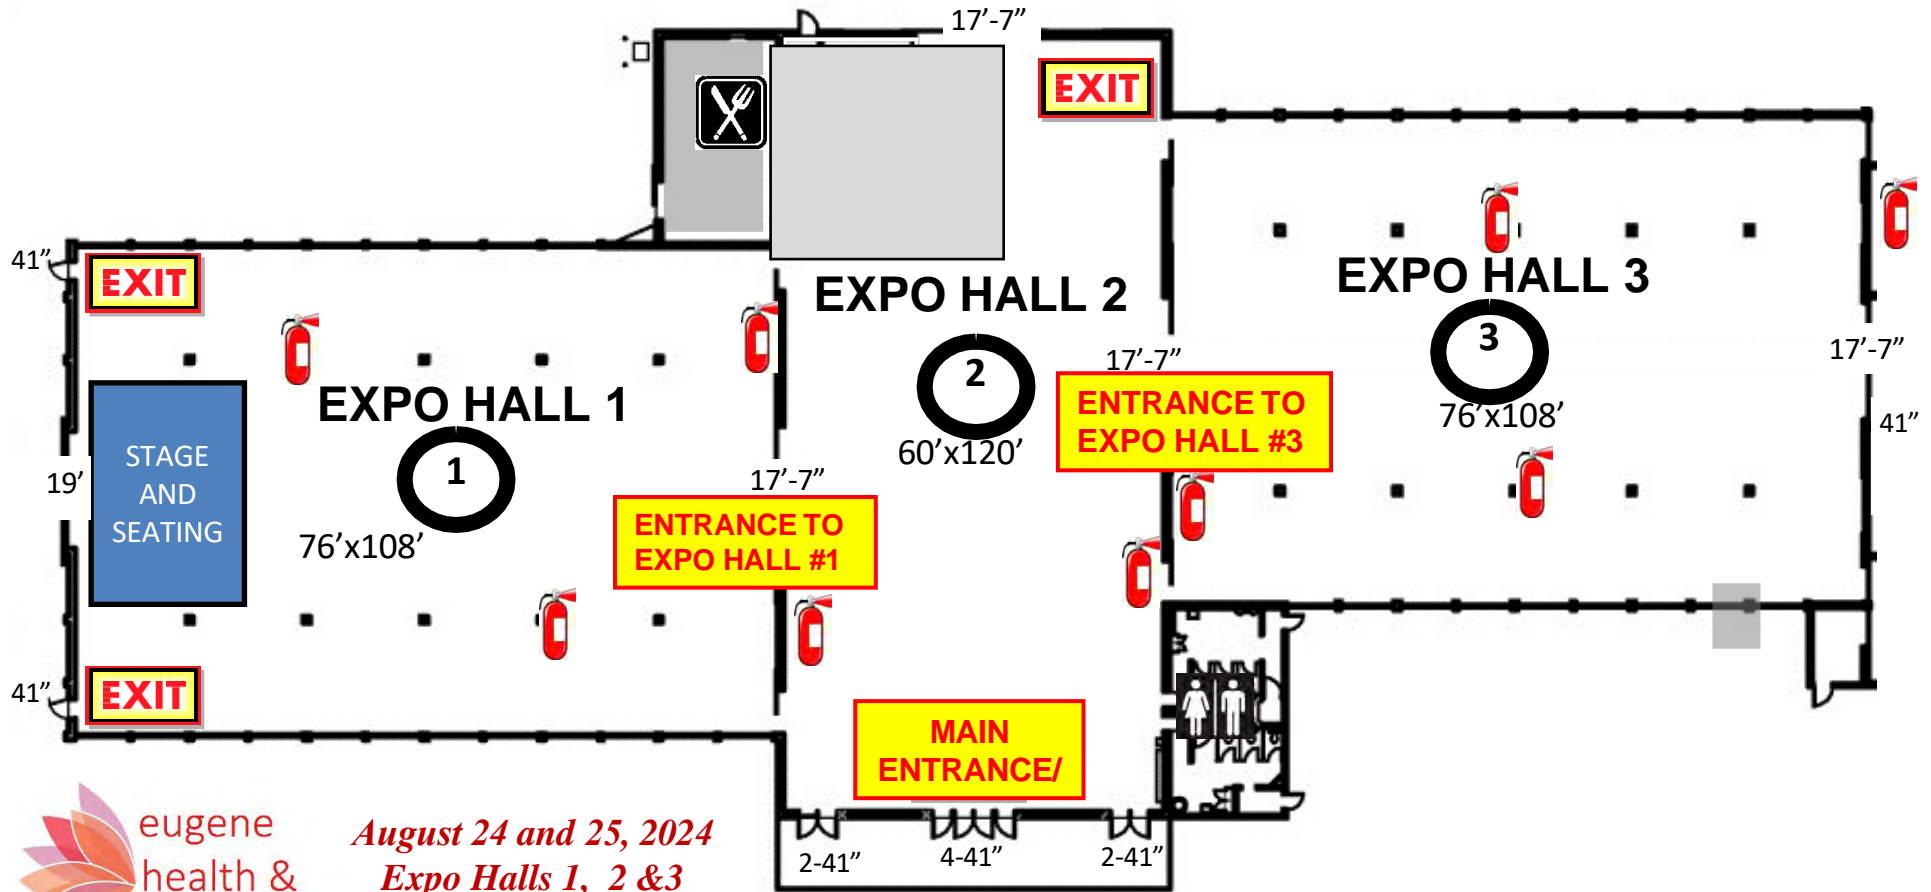 17’-7”
EXIT
41”
EXIT
EXPO HALL 2
EXPO HALL 3
2
3
17’-7”
17’-7”
EXPO HALL 1
1
60’x120’
ENTRANCE TO
EXPO HALL #3
76’x108’
41”
STAGE
AND
SEATING
19’
17’-7”
76’x108’
ENTRANCE TO
EXPO HALL #1
41”
EXIT
MAIN
ENTRANCE/
eugene
health &
August 24 and 25, 2024
Expo Halls 1, 2 &3
2-41”
4-41”
2-41”